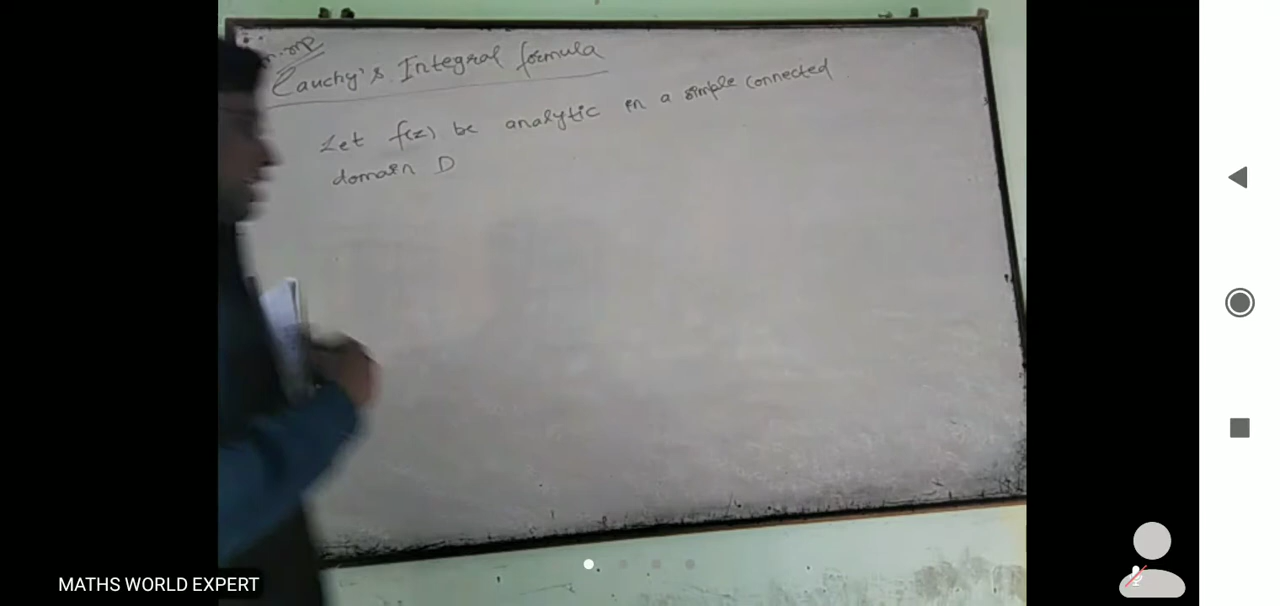 Cauchy's Integral formula
Let f(z) be analytic in a simple connected
domain D
MATHS WORLD EXPERT